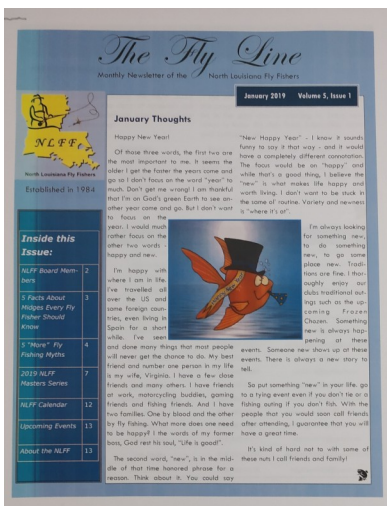 The Fly Line
Monthly Newsletter of the North Louisiana Fly Fishers
January 2019 Volume 5, Issue 1
NLFF
North Louisiana Fly Fishers
Established in 1984
Inside this
Issue:
NLFF Board Mem-
bers 2
5 Facts About
Midges Every Fly
Fisher Should
Know 3
5 "More" Fly
Fishing Myths 4
2019 NLFF
Masters Series 7
NLFF Calendar 12
Upcoming Events 13
About the NLFF 13
January Thoughts
Happy New Year!
Of those three words, the first two are
the most important to me. It seems the
older I get the faster the years come and
go so I don't focus on the word "year" to
much. Don't get me wrong! I am thankful
that I'm on God's green Earth to see an-
other year come and go. But I don't want
to focus on the
year. I would much
rather focus on the
other two words -
happy and new.
I'm happy with
where I am in life.
I've travelled all
over the US and
some foreign coun-
tries, even living in
Spain for a short
while. I've seen
and done many things that most people
will never get the chance to do. My best
friend and number one person in my life
is my wife, Virginia. I have a few close
friends and many others. I have friends
at work, motorcycling buddies, gaming
friends and fishing friends. And I have
two families. One by blood and the other
by fly fishing. What more does one need
to be happy? I the words of my former
boss, God rest his soul, "Life is good!".
The second word, "new", is in the mid-
dle of that time honored phrase for a
reason. Think about it. You could say
"New Happy Year" - I know it sounds
funny to say it that way - and it would
have a completely different connotation.
The focus would be on "happy" and
while that's a good thing, I believe the
"new" is what makes life happy and
worth living. I don't want to be stuck in
the same ol' routine. Variety and newness
is "where it's at".
I'm always looking
for something new,
to do something
new, to go some
place new. Tradi-
tions are fine. I thor-
oughly enjoy our
clubs traditional out-
ings such as the up-
coming Frozen
Chosen. Something
new is always hap-
pening at these
events. Someone new shows up at these
events. There is always a new story to
tell.
So put something "new" in your life. go
to a tying event even if you don't tie or a
fishing outing if you don't fish. With the
people that you would soon call friends
after attending, I guarantee that you will
have a great time.
It's kind of hard not to with some of
these nuts I call friends and family!